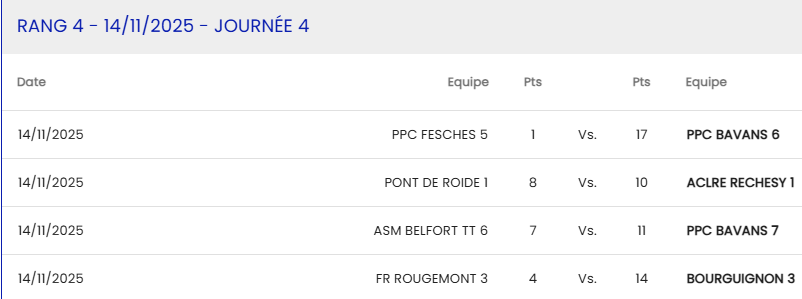 RANG 4 - 14/11/2025 - JOURNÉE 4
Date Equipe Pts Pts Equipe
14/11/2025 PPC FESCHES 5 1 Vs. 17 PPC BAVANS 6
14/11/2025 PONT DE ROIDE 1 8 Vs. 10 ACLRE RECHESY 1
14/11/2025 ASM BELFORT TT 6 7 Vs. 11 PPC BAVANS 7
14/11/2025 FR ROUGEMONT 3 4 Vs. 14 BOURGUIGNON 3